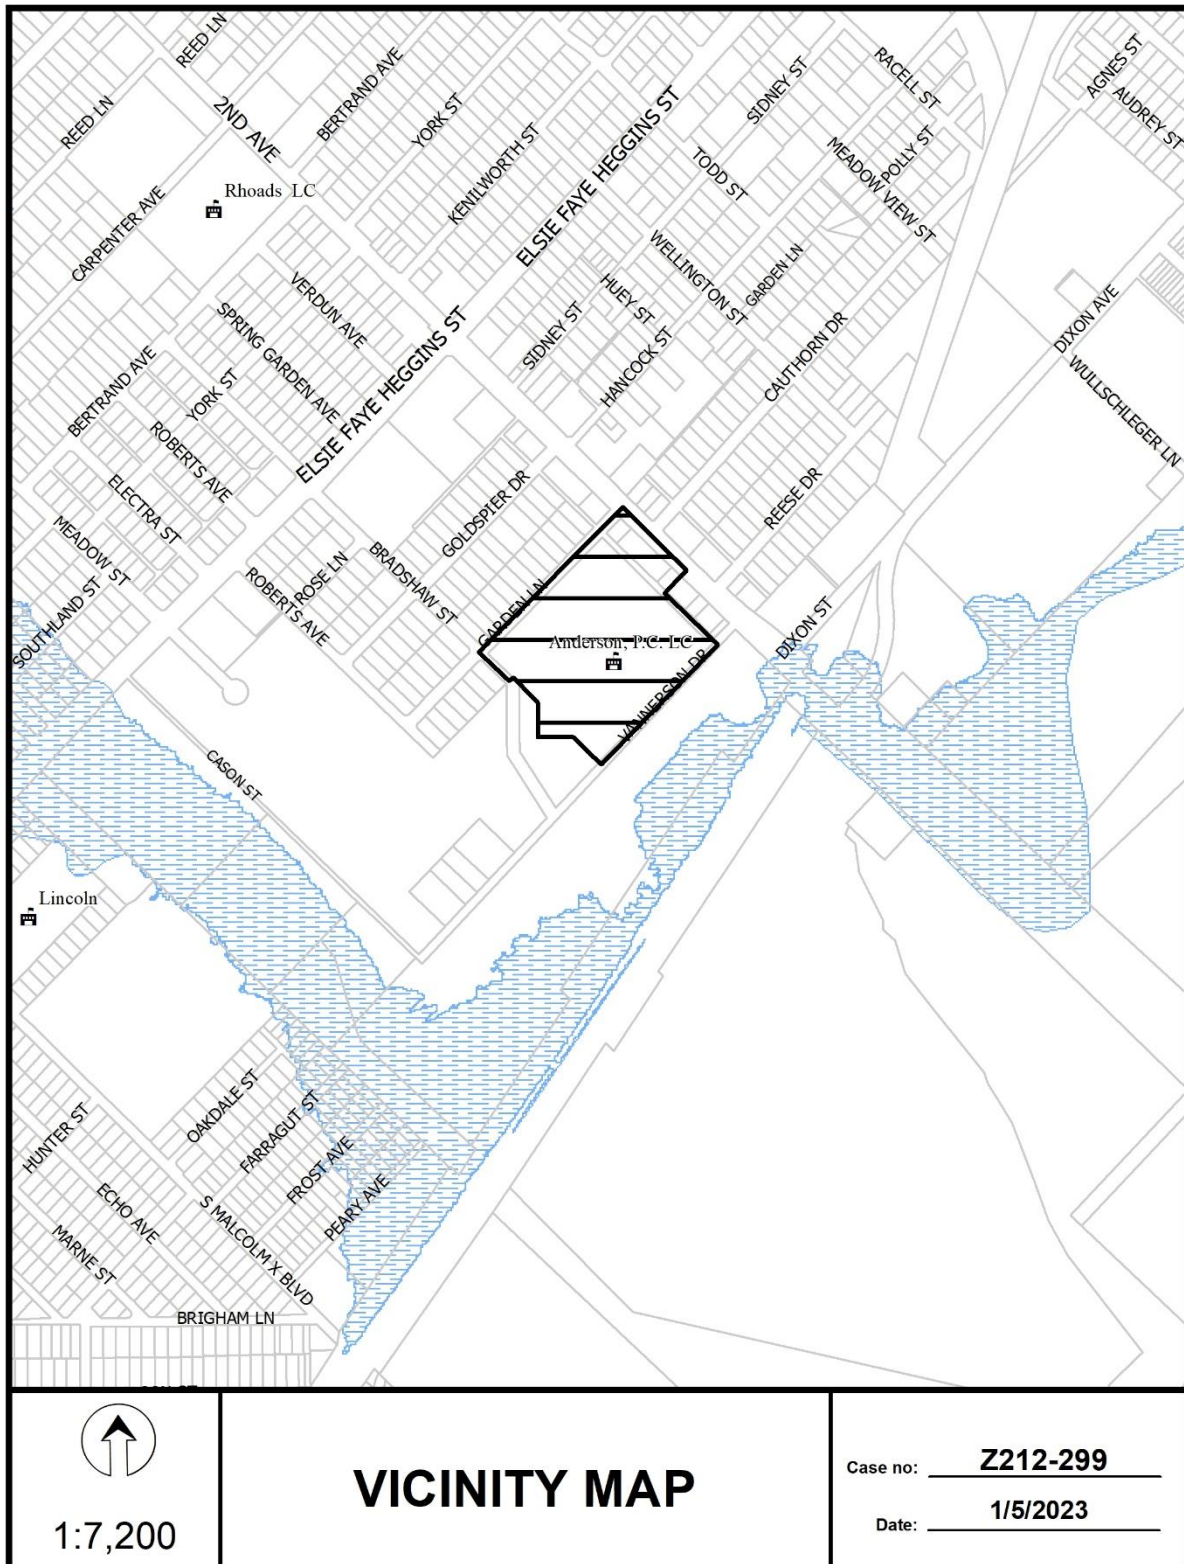 REED LN
REED LN
2ND AVE
BERTRAND AVE
YORK ST
KENILWORTH ST
ELSIE FAYE HEGGINS ST
SIDNEY ST
RACELL ST
AGNES ST
AUDREY ST
POLLY ST
MEADOW VIEW ST
TODD ST
Rhoads LC
CARPENTER AVE
VERDUN AVE
SPRING GARDEN AVE
WELLINGTON ST
GARDEN LN
HUEY ST
SIDNEY ST
HANCOCK ST
CAUTHORN DR
DIXON AVE
WULLSCHLEGER LN
BERTRAND AVE
YORK ST
ELSIE FAYE HEGGINS ST
ROBERTS AVE
ELECTRA ST
MEADOW ST
SOUTHLAND ST
GOLDSPIER DR
REESE DR
BRADSHAW ST
ROSE LN
ROBERTS AVE
GARDEN LN
Anderson, P.C. LC
DIXON ST
VANNERSON DR
CASON ST
Lincoln
OAKDALE ST
FARRAGUT ST
FROST AVE
PEARY AVE
HUNTER ST
ECHO AVE
S MALCOLM X BLVD
MARNE ST
BRIGHAM LN
1:7,200
VICINITY MAP
Case no: Z212-299
Date: 1/5/2023